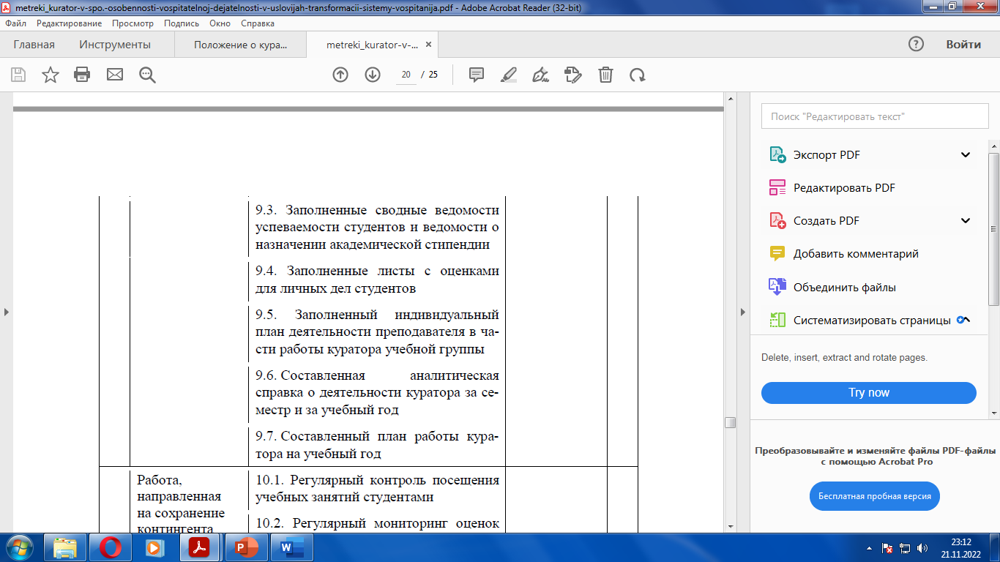 metreki_kurator-v-spo.-osobennosti-vospitatelnoj-dejatelnosti-v-uslovijah-transformacii-sistemy-vospitanija.pdf - Adobe Acrobat Reader (32-bit)
Файл Редактирование Просмотр Подпись Окно Справка
Главная Инструменты Положение о кура... metreki_kurator-v-... × Войти
20 / 25
9.3. Заполненные сводные ведомости
успеваемости студентов и ведомости о
назначении академической стипендии
9.4. Заполненные листы с оценками
для личных дел студентов
9.5. Заполненный индивидуальный
план деятельности преподавателя в ча-
сти работы куратора учебной группы
9.6. Составленная аналитическая
справка о деятельности куратора за се-
местр и за учебный год
9.7. Составленный план работы кура-
тора на учебный год
Работа,
направленная
на сохранение
контингента
10.1. Регулярный контроль посещения
учебных занятий студентами
10.2. Регулярный мониторинг оценок
Поиск "Редактировать текст"
Экспорт PDF
Редактировать PDF
Создать PDF
Добавить комментарий
Объединить файлы
Систематизировать страницы
Delete, insert, extract and rotate pages.
Try now
Преобразовывайте и изменяйте файлы PDF-файлы
с помощью Acrobat Pro
Бесплатная пробная версия
23:12
21.11.2022